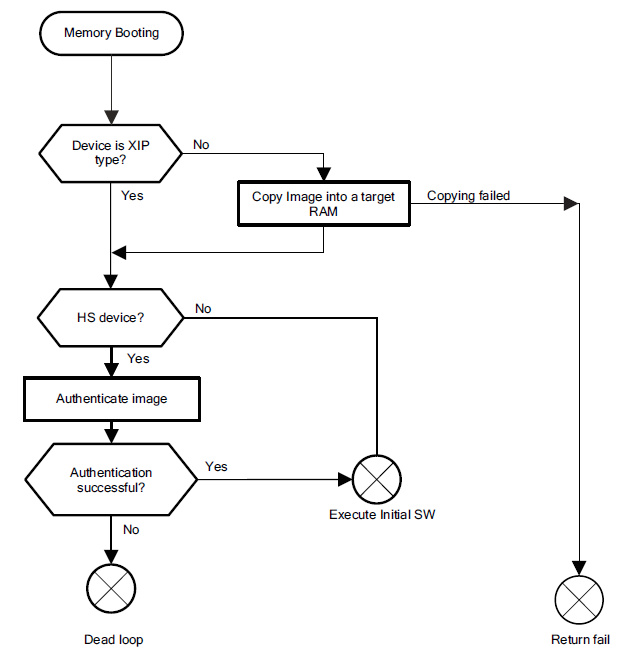 Memory Booting
Device is XIP
type?
No
Yes
Copy Image into a target
RAM
Copying failed
HS device?
No
Yes
Authenticate image
Authentication
successful?
Yes
Execute Initial SW
No
Dead loop
Return fail